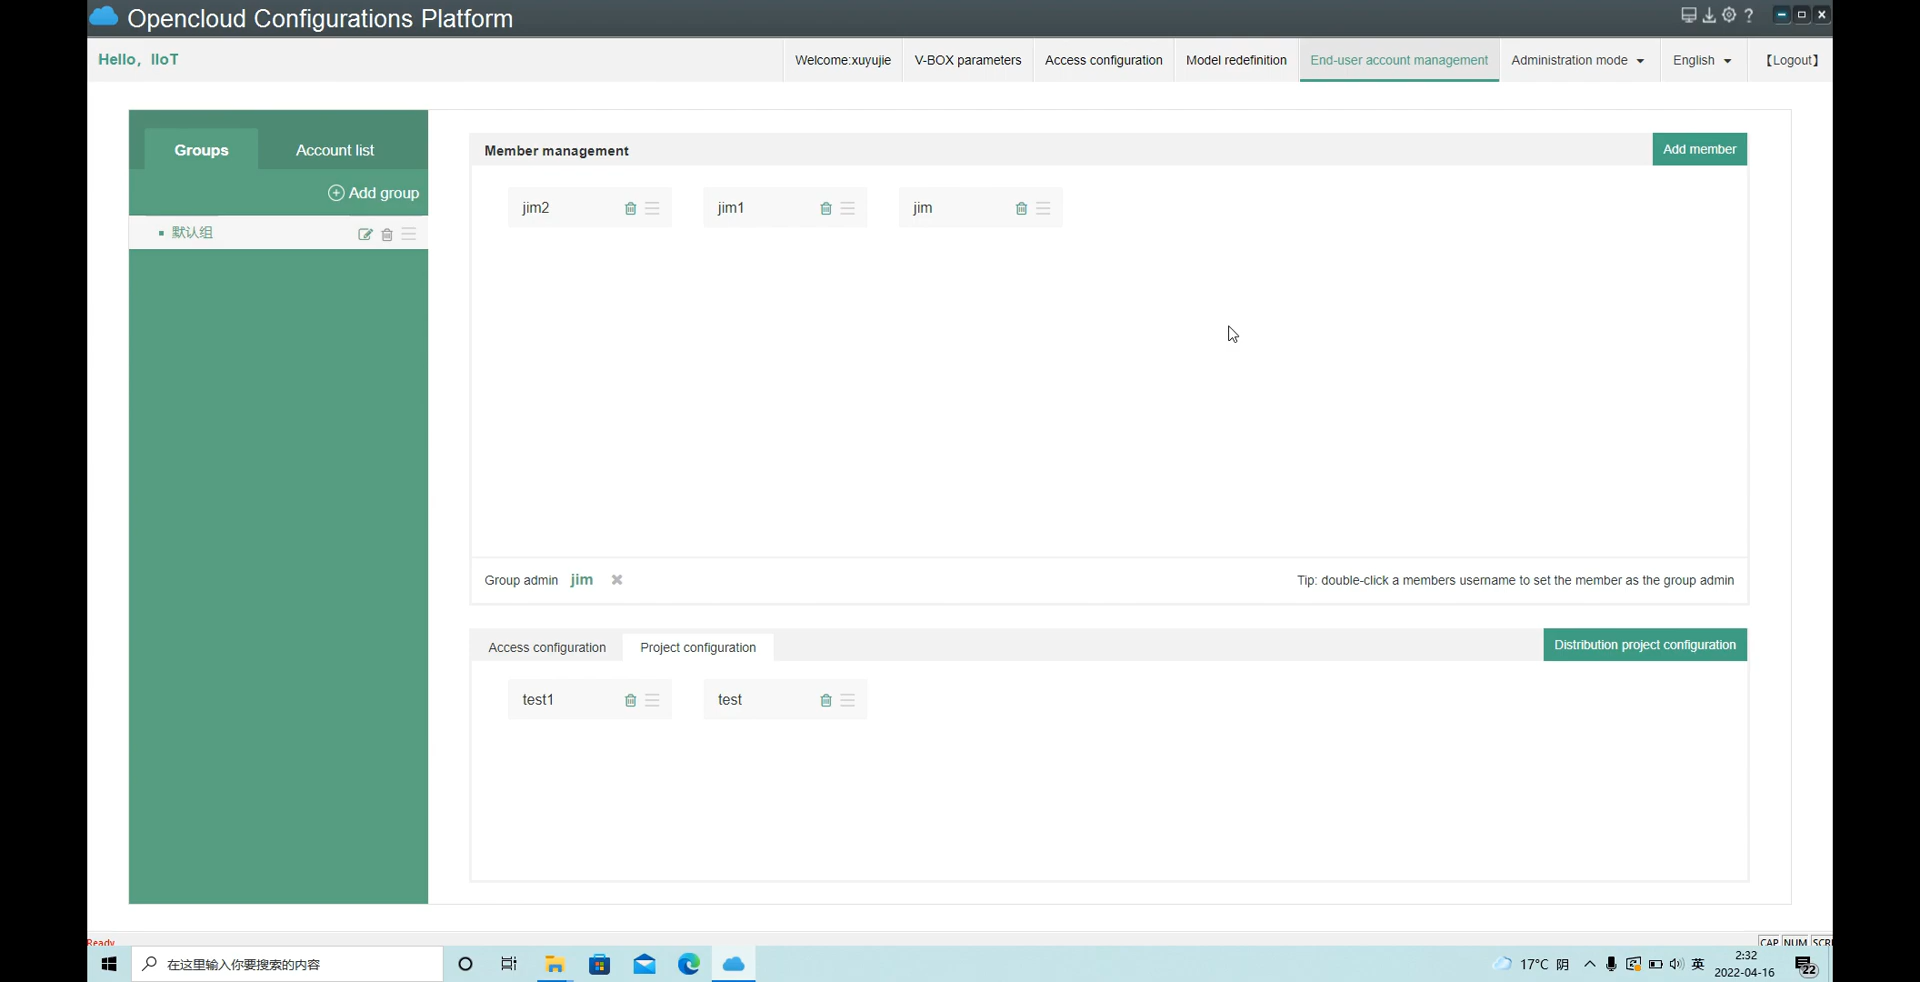 Opencloud Configurations Platform
Hello, IIoT
Welcome:xuyujie
V-BOX parameters
Access configuration
Model redefinition
End-user account management
Administration mode
English
【Logout】
Groups
Account list
Add group
默认组
Member management
Add member
jim2
jim1
jim
Group admin jim
Tip: double-click a members username to set the member as the group admin
Access configuration
Project configuration
Distribution project configuration
test1
test
Ready
CAP NUM SCRI
在这里输入你要搜索的内容
17°C 阴
英
2:32
2022-04-16
22